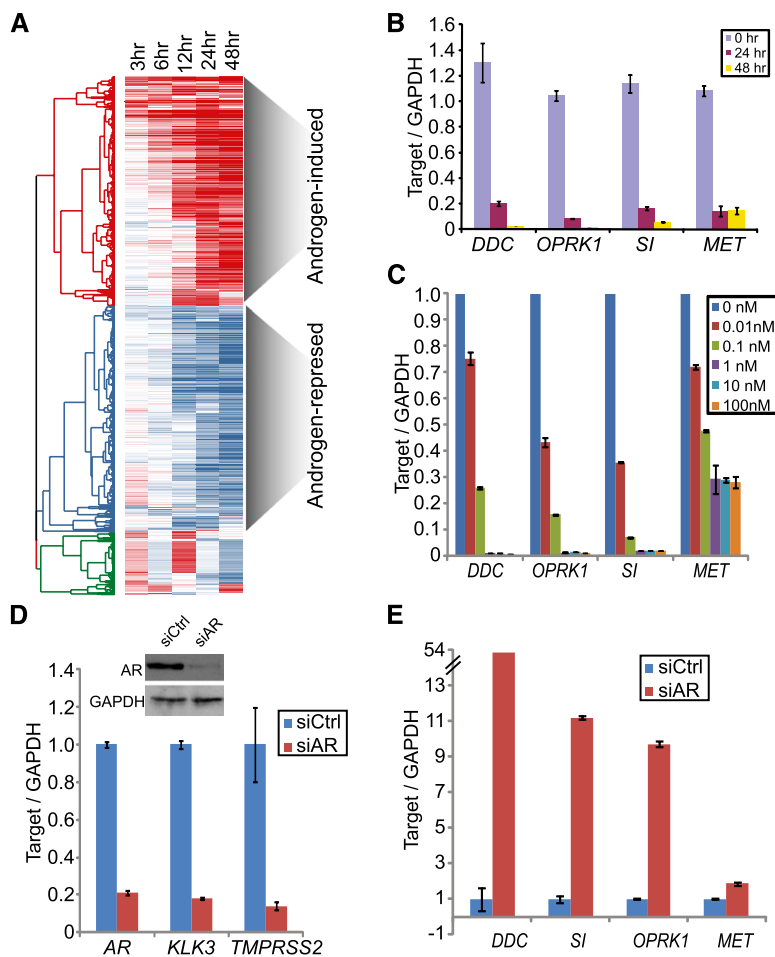 A
3hr 6hr 12hr 24hr 48hr
Androgen-induced
Androgen-represed
B
Target / GAPDH
1.6
1.4
1.2
1.0
0.8
0.6
0.4
0.2
0
0 hr
24 hr
48 hr
DDC OPRK1 SI MET
C
Target / GAPDH
1.0
0.9
0.8
0.7
0.6
0.5
0.4
0.3
0.2
0.1
0
0 nM
0.01nM
0.1 nM
1 nM
10 nM
100nM
DDC OPRK1 SI MET
D
siCtrl siAR
AR
GAPDH
Target / GAPDH
1.4
1.2
1.0
0.8
0.6
0.4
0.2
0
siCtrl
siAR
AR KLK3 TMPRSS2
E
Target / GAPDH
54
13
11
9
7
5
3
1
-1
siCtrl
siAR
DDC SI OPRK1 MET